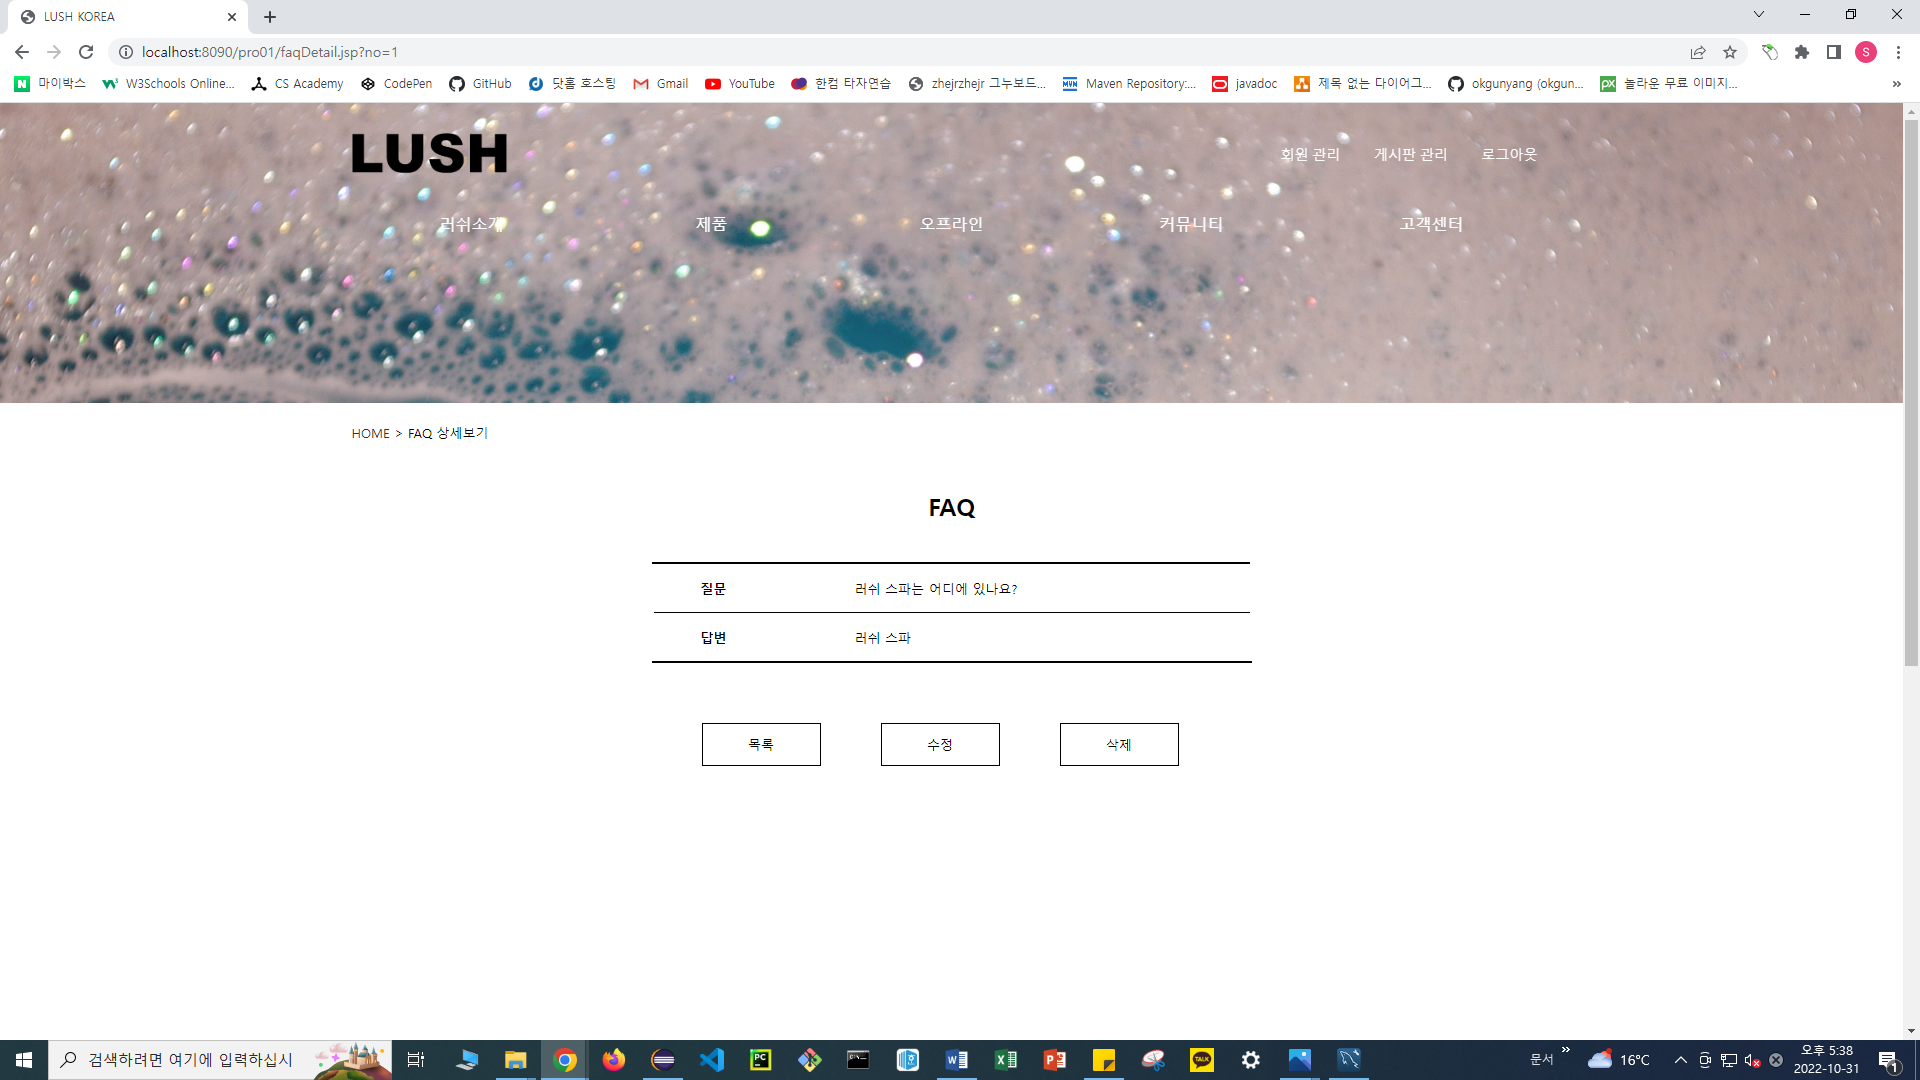 LUSH KOREA
localhost:8090/pro01/faqDetail.jsp?no=1
S
마이박스 W3Schools Online... CS Academy CodePen GitHub 닷홈 호스팅 Gmail YouTube 한컴 타자연습 zhejrzhejr 그누보드... Maven Repository:... javadoc 제목 없는 다이어그... okgunyang (okgun... 놀라운 무료 이미지... »
LUSH
회원 관리 게시판 관리 로그아웃
러쉬소개 제품 오프라인 커뮤니티 고객센터
HOME > FAQ 상세보기
FAQ
질문 러쉬 스파는 어디에 있나요?
답변 러쉬 스파
목록 수정 삭제
검색하려면 여기에 입력하십시
문서 » 16°C
오후 5:38
2022-10-31
1